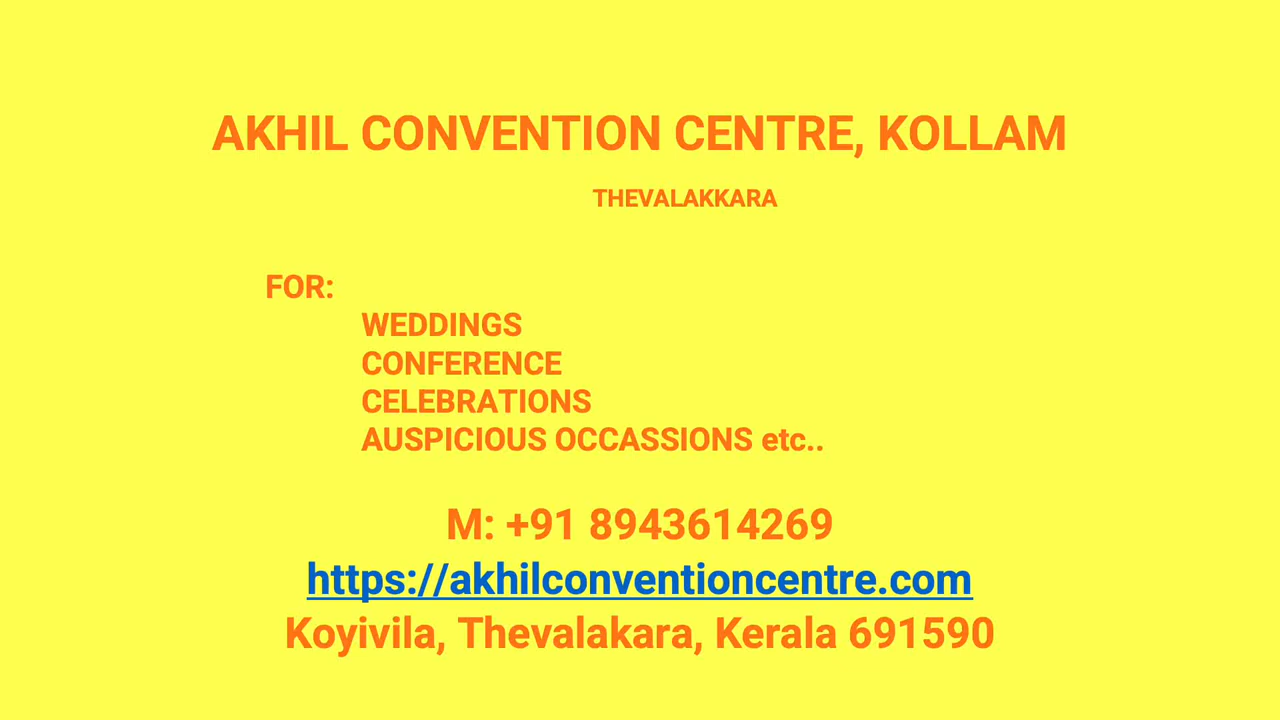 AKHIL CONVENTION CENTRE, KOLLAM
THEVALAKKARA
FOR:
WEDDINGS
CONFERENCE
CELEBRATIONS
AUSPICIOUS OCCASSIONS etc..
M: +91 8943614269
https://akhilconventioncentre.com
Koyivila, Thevalakara, Kerala 691590